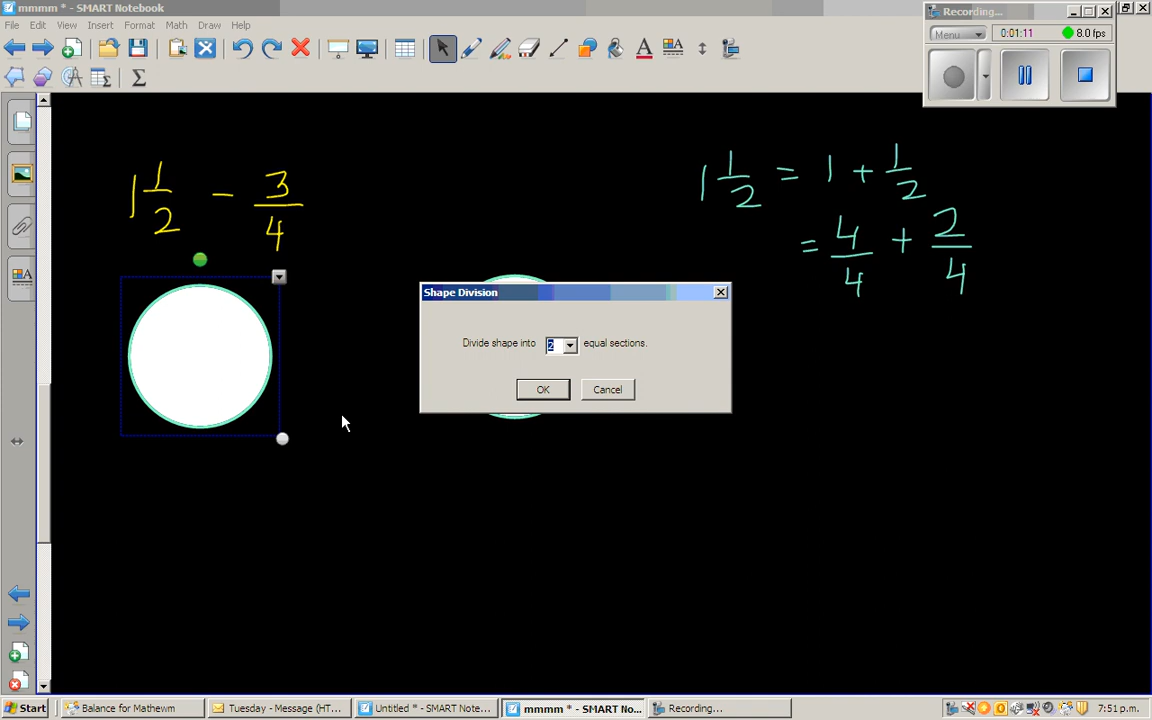 mmmm * - SMART Notebook
File Edit View Insert Format Math Draw Help
Recording...
Menu 0:01:11 8.0 fps
1 1/2 - 3/4
1 1/2 = 1 + 1/2
= 4/4 + 2/4
Shape Division
Divide shape into 2 equal sections.
OK Cancel
Start Balance for Mathewm Tuesday - Message (HT... Untitled * - SMART Note... mmmm * - SMART No... Recording... 7:51 p.m.